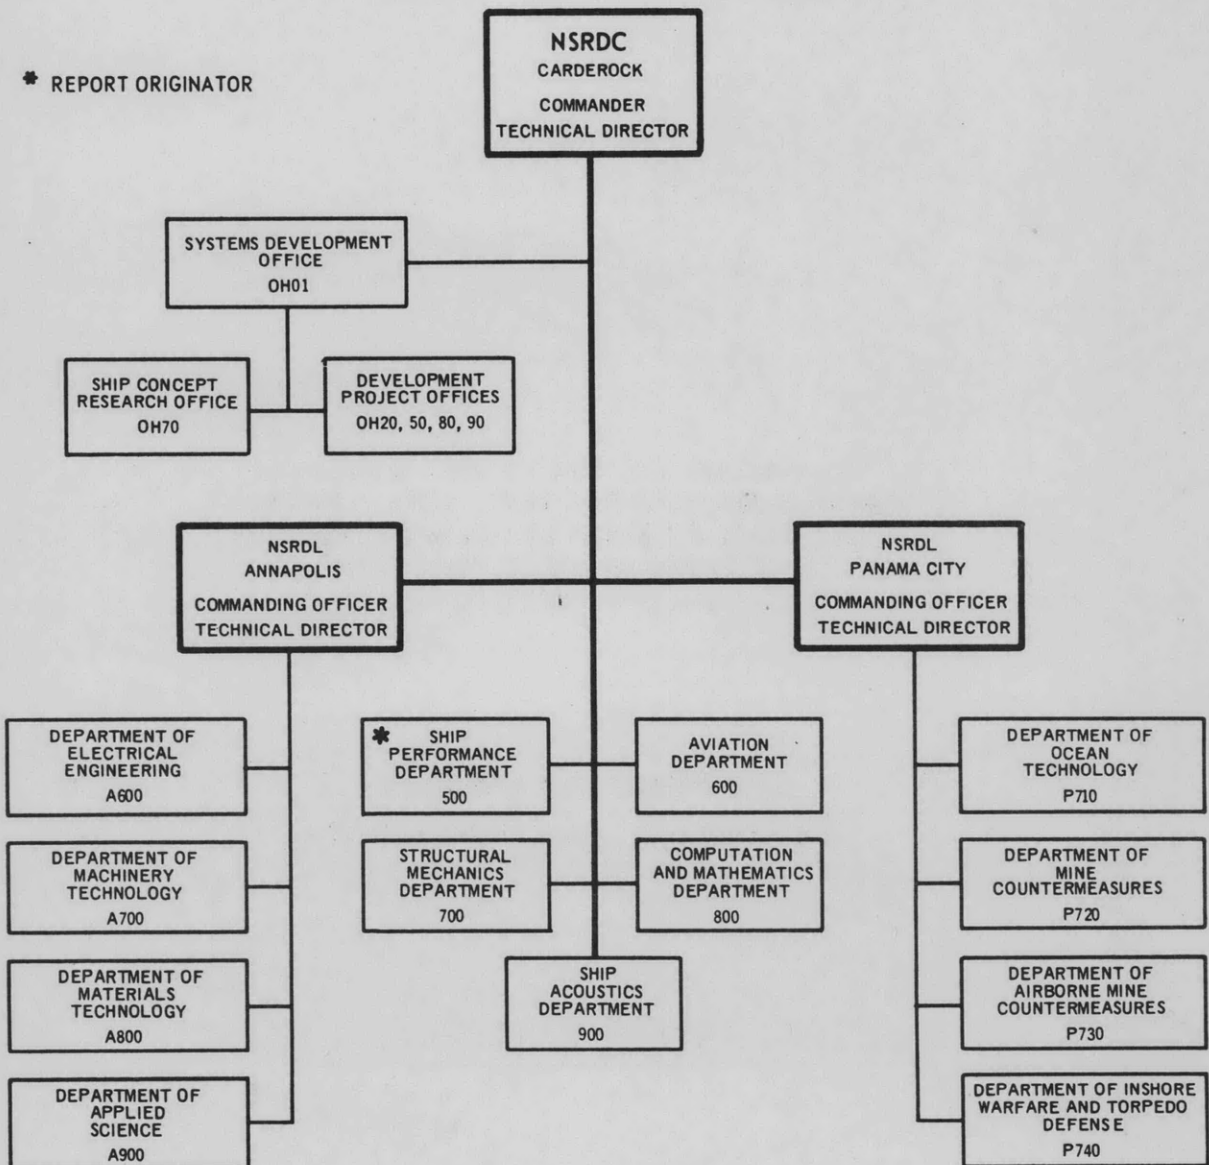 * REPORT ORIGINATOR
NSRDC
CARDEROCK
COMMANDER
TECHNICAL DIRECTOR
SYSTEMS DEVELOPMENT
OFFICE
OH01
SHIP CONCEPT
RESEARCH OFFICE
OH70
DEVELOPMENT
PROJECT OFFICES
OH20, 50, 80, 90
NSRDL
ANNAPOLIS
COMMANDING OFFICER
TECHNICAL DIRECTOR
NSRDL
PANAMA CITY
COMMANDING OFFICER
TECHNICAL DIRECTOR
DEPARTMENT OF
ELECTRICAL
ENGINEERING
A600
* SHIP
PERFORMANCE
DEPARTMENT
500
AVIATION
DEPARTMENT
600
DEPARTMENT OF
OCEAN
TECHNOLOGY
P710
DEPARTMENT OF
MACHINERY
TECHNOLOGY
A700
STRUCTURAL
MECHANICS
DEPARTMENT
700
COMPUTATION
AND MATHEMATICS
DEPARTMENT
800
DEPARTMENT OF
MINE
COUNTERMEASURES
P720
DEPARTMENT OF
MATERIALS
TECHNOLOGY
A800
SHIP
ACOUSTICS
DEPARTMENT
900
DEPARTMENT OF
AIRBORNE MINE
COUNTERMEASURES
P730
DEPARTMENT OF
APPLIED
SCIENCE
A900
DEPARTMENT OF INSHORE
WARFARE AND TORPEDO
DEFENSE
P740